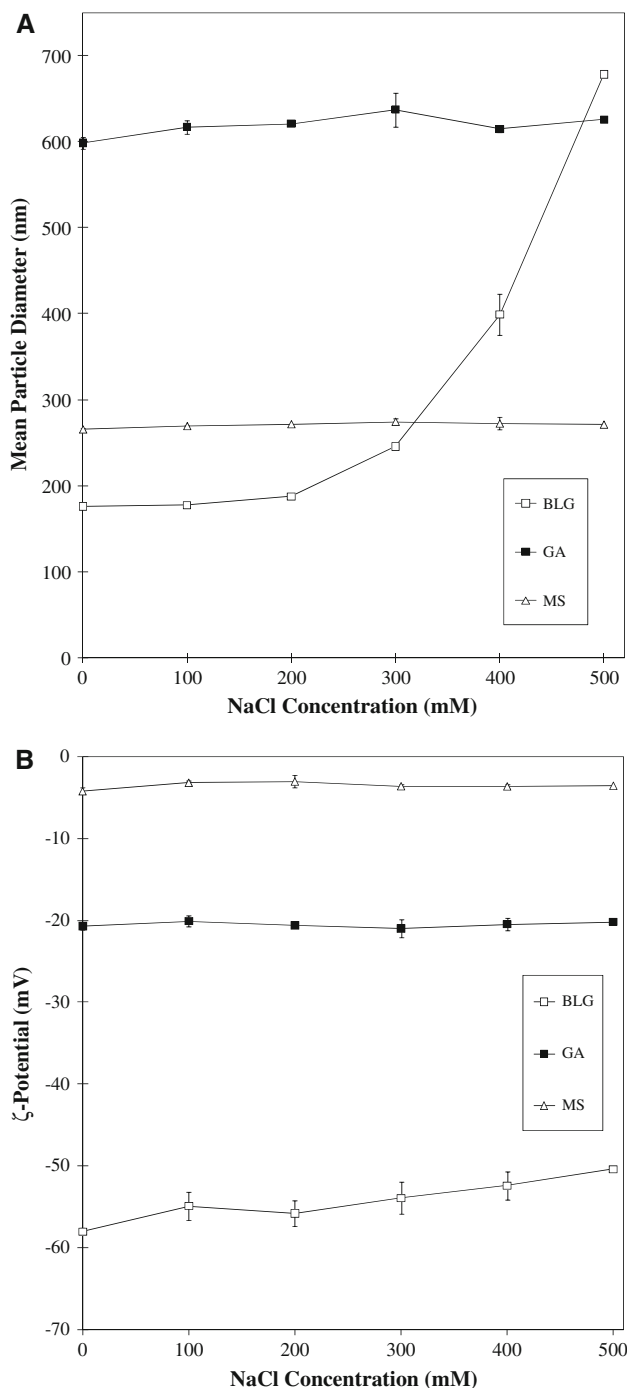 A
700
600
500
400
300
200
100
0
Mean Particle Diameter (nm)
BLG
GA
MS
0 100 200 300 400 500
NaCl Concentration (mM)
B
0
-10
-20
-30
-40
-50
-60
-70
ζ-Potential (mV)
BLG
GA
MS
0 100 200 300 400 500
NaCl Concentration (mM)